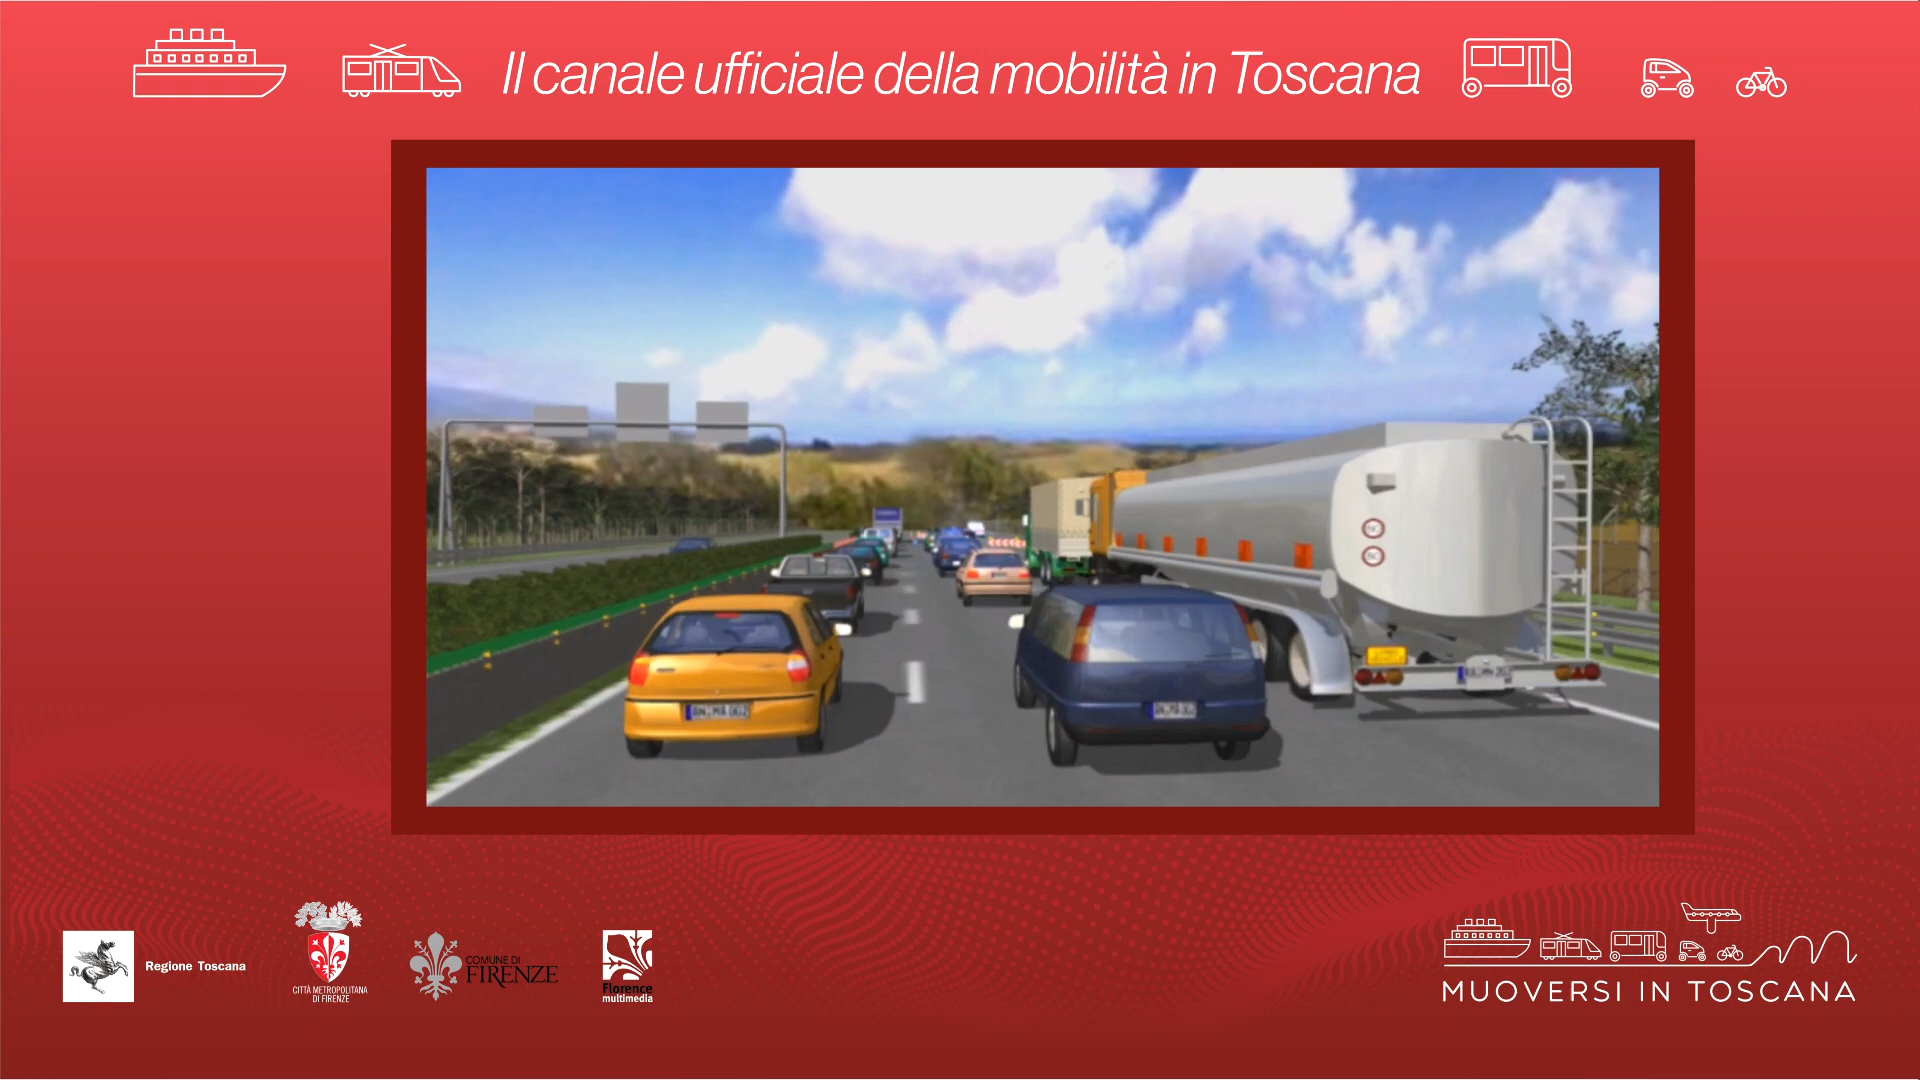 Il canale ufficiale della mobilità in Toscana
Regione Toscana
CITTÀ METROPOLITANA
DI FIRENZE
COMUNE DI
FIRENZE
Florence
multimedia
MUOVERSI IN TOSCANA